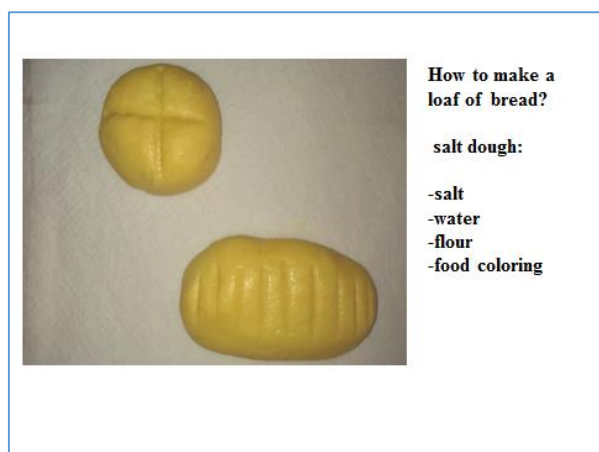 How to make a
loaf of bread?
salt dough:
-salt
-water
-flour
-food coloring